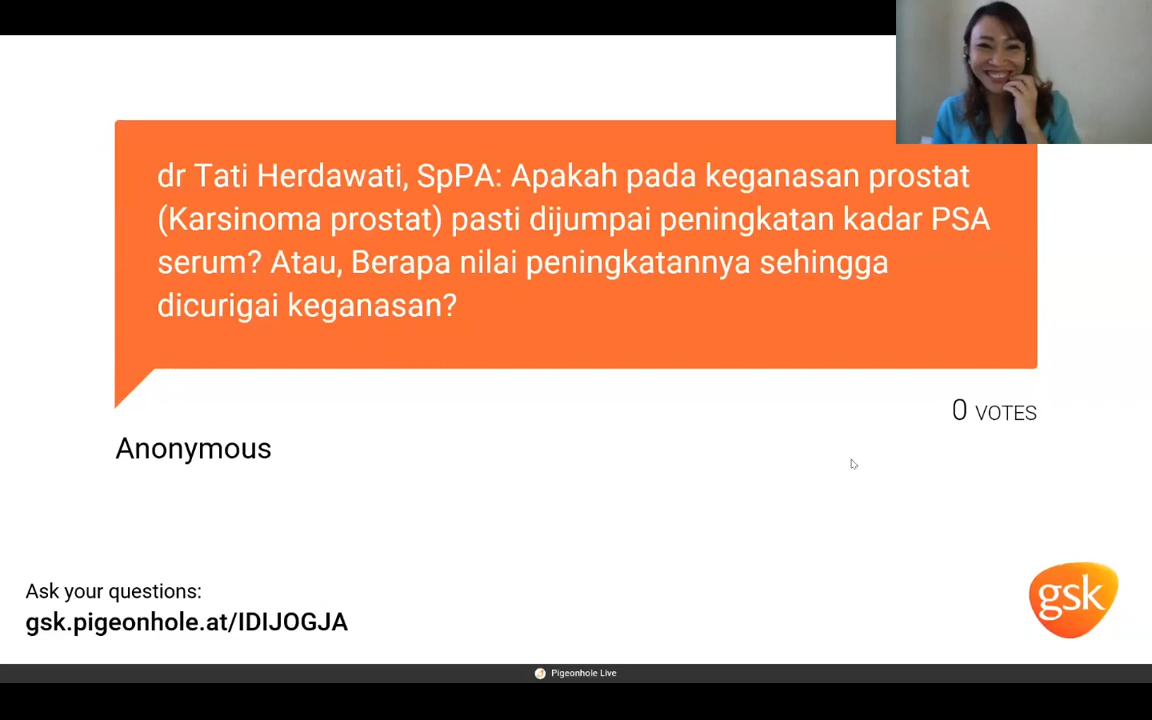 dr Tati Herdawati, SpPA: Apakah pada keganasan prostat
(Karsinoma prostat) pasti dijumpai peningkatan kadar PSA
serum? Atau, Berapa nilai peningkatannya sehingga
dicurigai keganasan?
0 VOTES
Anonymous
Ask your questions:
gsk.pigeonhole.at/IDIJOGJA
gsk
Pigeonhole Live